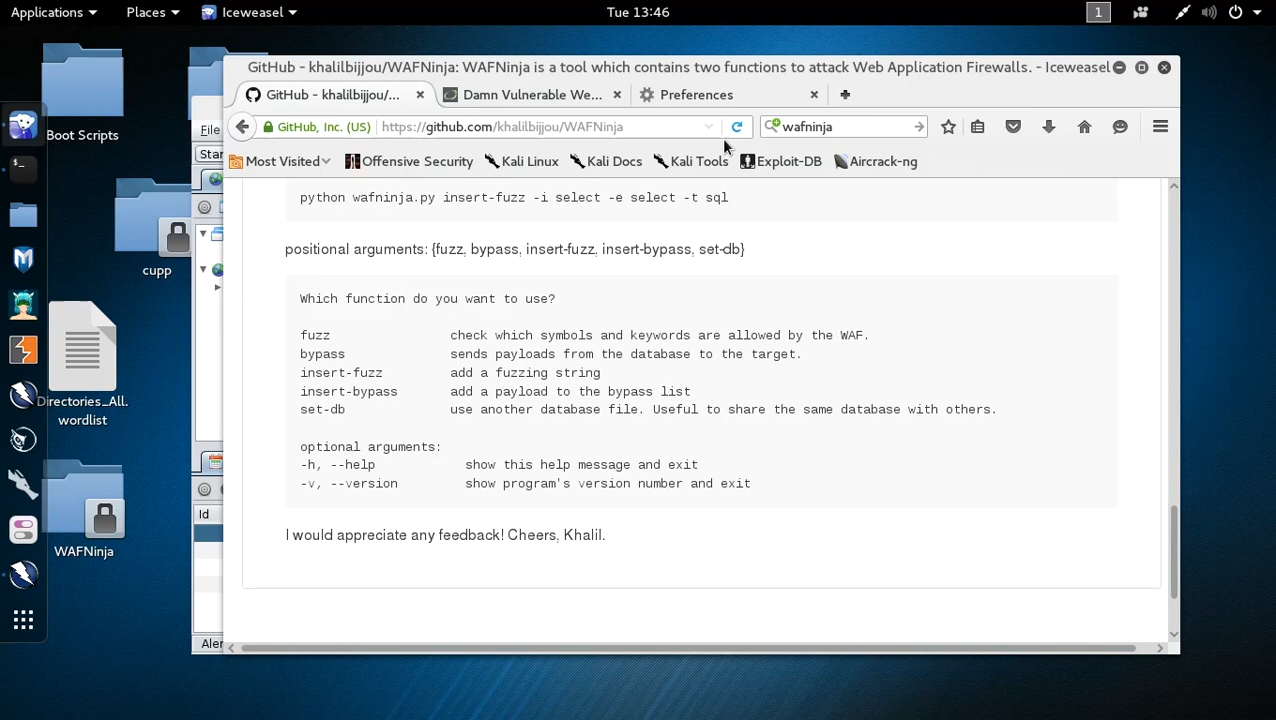 Applications Places Iceweasel Tue 13:46 1
GitHub - khalilbijjou/WAFNinja: WAFNinja is a tool which contains two functions to attack Web Application Firewalls. - Iceweasel
GitHub - khalilbijjou/... Damn Vulnerable We... Preferences
GitHub, Inc. (US) https://github.com/khalilbijjou/WAFNinja wafninja
Most Visited Offensive Security Kali Linux Kali Docs Kali Tools Exploit-DB Aircrack-ng
python wafninja.py insert-fuzz -i select -e select -t sql
positional arguments: {fuzz, bypass, insert-fuzz, insert-bypass, set-db}
Which function do you want to use?
fuzz check which symbols and keywords are allowed by the WAF.
bypass sends payloads from the database to the target.
insert-fuzz add a fuzzing string
insert-bypass add a payload to the bypass list
set-db use another database file. Useful to share the same database with others.
optional arguments:
-h, --help show this help message and exit
-v, --version show program's version number and exit
I would appreciate any feedback! Cheers, Khalil.
Boot Scripts
cupp
Directories_All.
wordlist
WAFNinja
File
Id